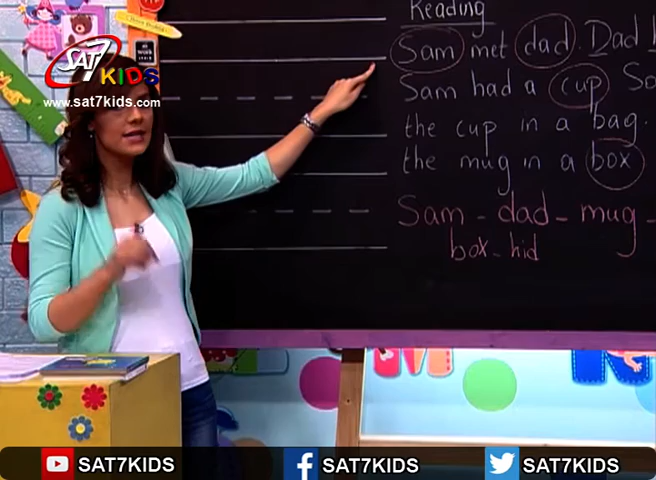 Reading
Sam met dad. Dad
Sam had a cup
the cup in a bag.
the mug in a box
Sam - dad - mug -
box - hid
SAT7
KIDS
www.sat7kids.com
SAT7KIDS
SAT7KIDS
SAT7KIDS